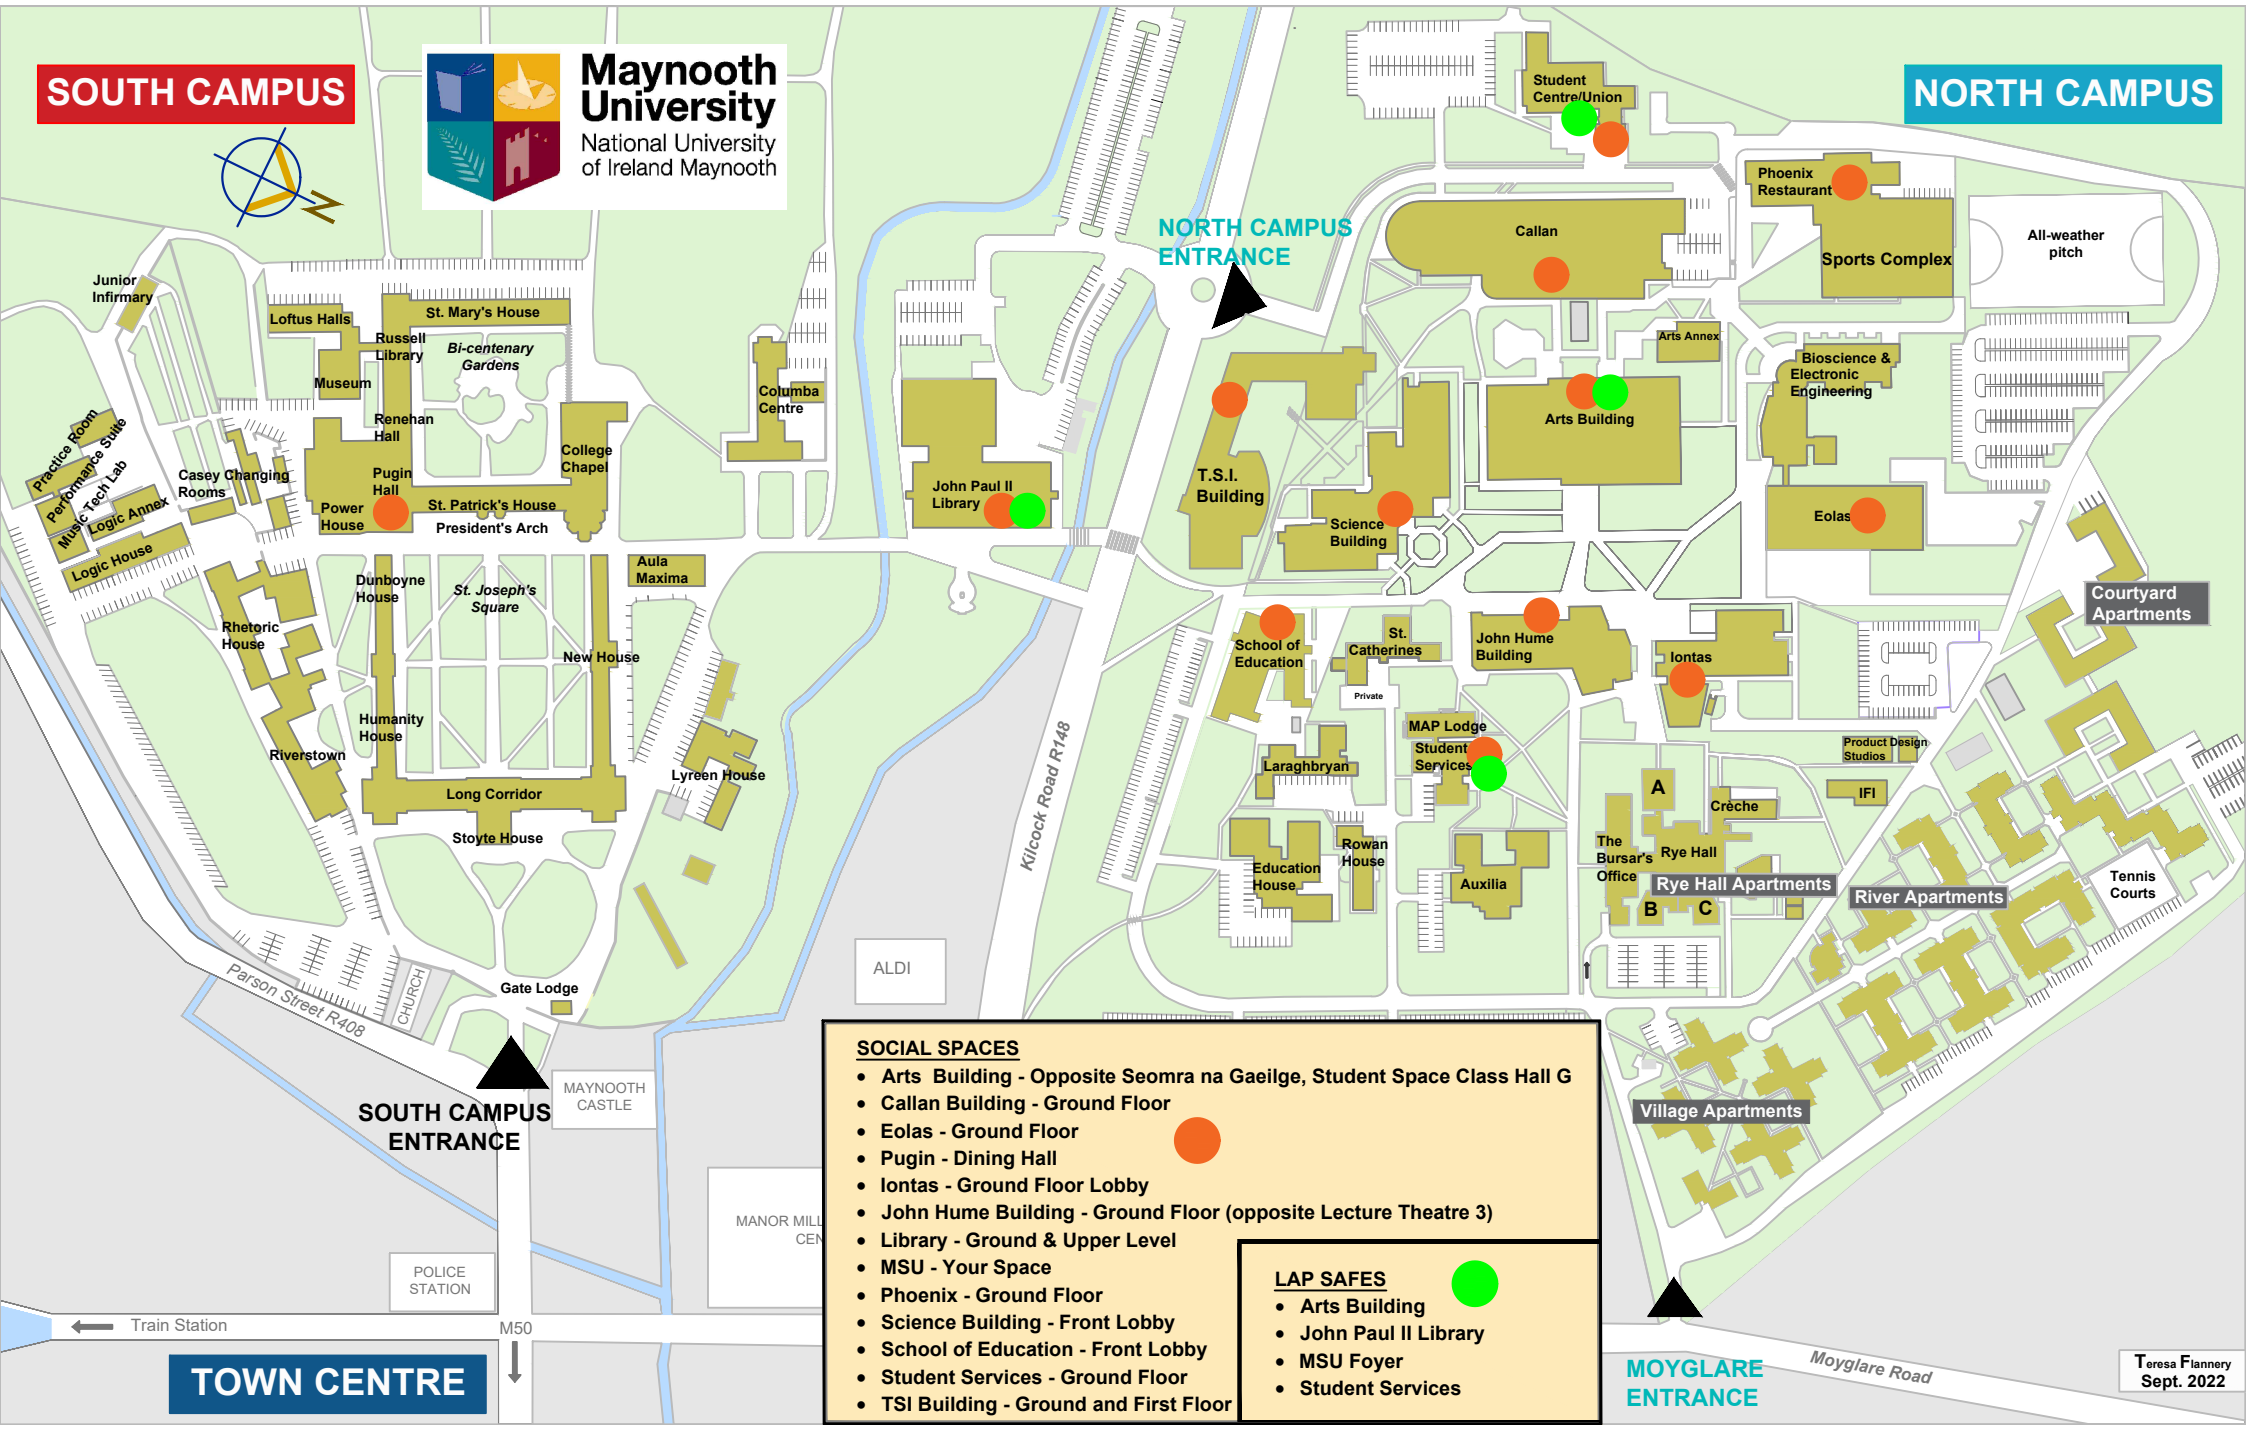 SOUTH CAMPUS
Maynooth
University
National University
of Ireland Maynooth
NORTH CAMPUS
N
Student
Centre/Union
Phoenix
Restaurant
NORTH CAMPUS
ENTRANCE
Callan
Sports Complex
All-weather
pitch
Junior
Infirmary
Loftus Halls
St. Mary's House
Russell
Library
Bi-centenary
Gardens
Museum
Renehan
Hall
Columba
Centre
Arts Annex
Bioscience &
Electronic
Engineering
Arts Building
Practice Room
Performance Suite
Music Tech Lab
Logic Annex
Logic House
Casey Changing
Rooms
Pugin
Hall
College
Chapel
Power
House
St. Patrick's House
President's Arch
John Paul II
Library
T.S.I.
Building
Science
Building
Eolas
Dunboyne
House
St. Joseph's
Square
Aula
Maxima
Rhetoric
House
New House
School of
Education
St.
Catherines
Private
John Hume
Building
Iontas
Courtyard
Apartments
Humanity
House
Riverstown
Lyreen House
Kilcock Road R148
MAP Lodge
Student
Services
Laraghbryan
Product Design
Studios
IFI
A
Crèche
Long Corridor
Stoyte House
Education
House
Rowan
House
Auxilia
The
Bursar's
Office
Rye Hall
Rye Hall Apartments
B
C
River Apartments
Tennis
Courts
ALDI
Parson Street R408
CHURCH
Gate Lodge
SOUTH CAMPUS
ENTRANCE
MAYNOOTH
CASTLE
Village Apartments
MANOR MILL
CEN
POLICE
STATION
Train Station
M50
TOWN CENTRE
SOCIAL SPACES
• Arts Building - Opposite Seomra na Gaeilge, Student Space Class Hall G
• Callan Building - Ground Floor
• Eolas - Ground Floor
• Pugin - Dining Hall
• Iontas - Ground Floor Lobby
• John Hume Building - Ground Floor (opposite Lecture Theatre 3)
• Library - Ground & Upper Level
• MSU - Your Space
• Phoenix - Ground Floor
• Science Building - Front Lobby
• School of Education - Front Lobby
• Student Services - Ground Floor
• TSI Building - Ground and First Floor
LAP SAFES
• Arts Building
• John Paul II Library
• MSU Foyer
• Student Services
MOYGLARE
ENTRANCE
Moyglare Road
Teresa Flannery
Sept. 2022